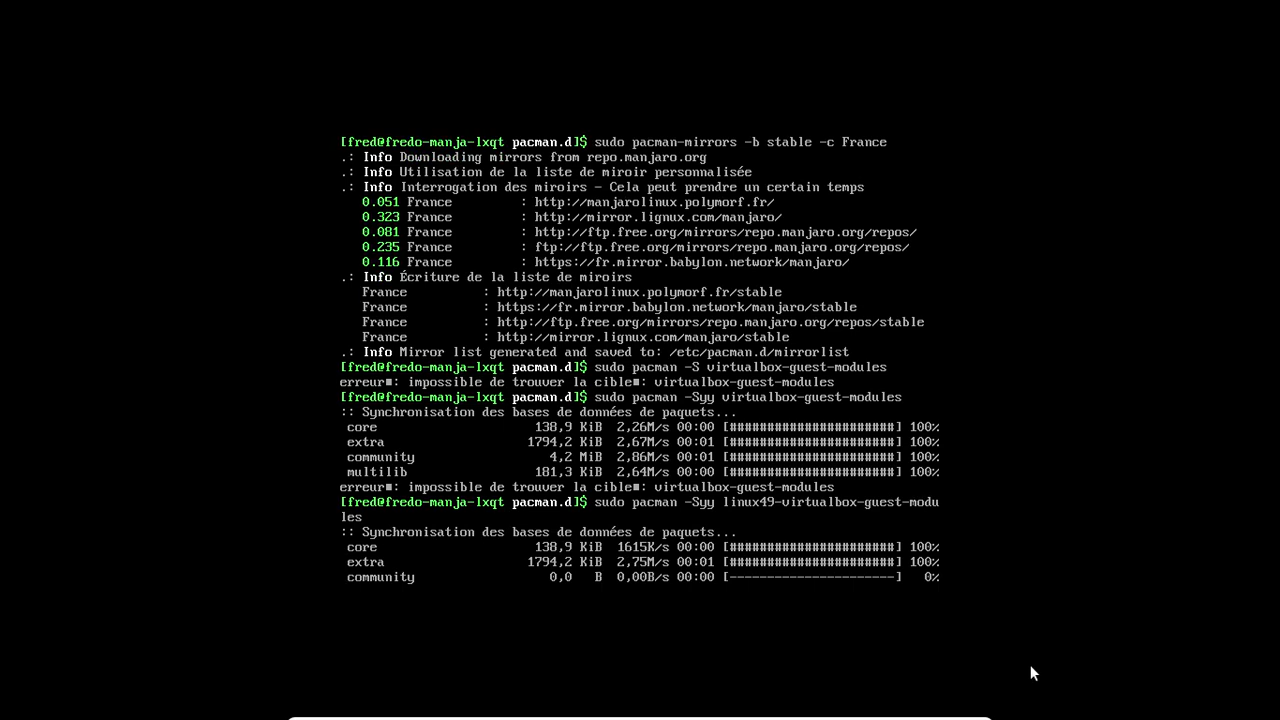 [fred@fredo-manja-lxqt pacman.d]$ sudo pacman-mirrors -b stable -c France
.: Info Downloading mirrors from repo.manjaro.org
.: Info Utilisation de la liste de miroir personnalisée
.: Info Interrogation des miroirs - Cela peut prendre un certain temps
0.051 France : http://manjarolinux.polymorf.fr/
0.323 France : http://mirror.lignux.com/manjaro/
0.081 France : http://ftp.free.org/mirrors/repo.manjaro.org/repos/
0.235 France : ftp://ftp.free.org/mirrors/repo.manjaro.org/repos/
0.116 France : https://fr.mirror.babylon.network/manjaro/
.: Info Écriture de la liste de miroirs
France : http://manjarolinux.polymorf.fr/stable
France : https://fr.mirror.babylon.network/manjaro/stable
France : http://ftp.free.org/mirrors/repo.manjaro.org/repos/stable
France : http://mirror.lignux.com/manjaro/stable
.: Info Mirror list generated and saved to: /etc/pacman.d/mirrorlist
[fred@fredo-manja-lxqt pacman.d]$ sudo pacman -S virtualbox-guest-modules
erreur■: impossible de trouver la cible■: virtualbox-guest-modules
[fred@fredo-manja-lxqt pacman.d]$ sudo pacman -Syy virtualbox-guest-modules
:: Synchronisation des bases de données de paquets...
core 138,9 KiB 2,26M/s 00:00 [######################] 100%
extra 1794,2 KiB 2,67M/s 00:01 [######################] 100%
community 4,2 MiB 2,86M/s 00:01 [######################] 100%
multilib 181,3 KiB 2,64M/s 00:00 [######################] 100%
erreur■: impossible de trouver la cible■: virtualbox-guest-modules
[fred@fredo-manja-lxqt pacman.d]$ sudo pacman -Syy linux49-virtualbox-guest-modu
les
:: Synchronisation des bases de données de paquets...
core 138,9 KiB 1615K/s 00:00 [######################] 100%
extra 1794,2 KiB 2,75M/s 00:01 [######################] 100%
community 0,0 B 0,00B/s 00:00 [----------------------] 0%